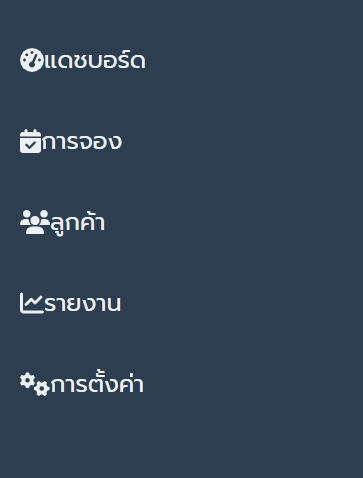 แดชบอร์ด
การจอง
ลูกค้า
รายงาน
การตั้งค่า